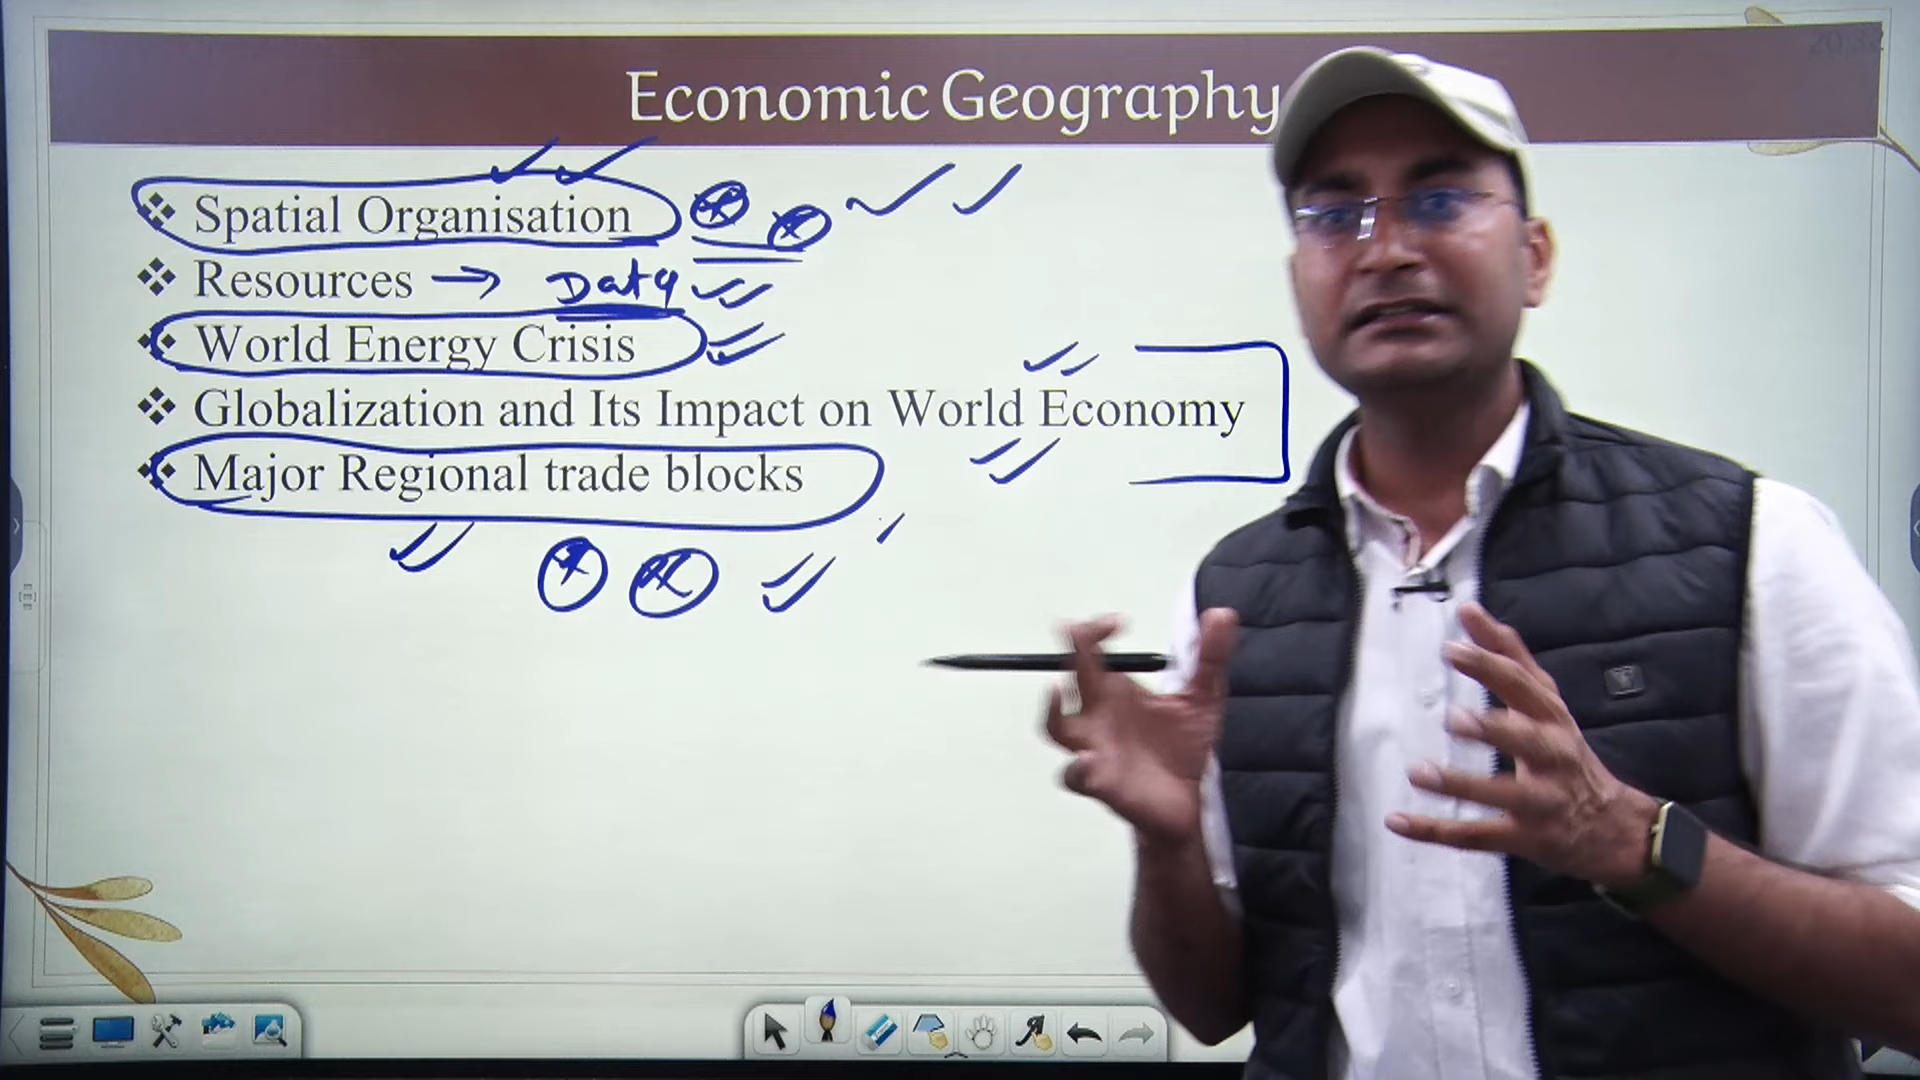 Economic Geography
❖ Spatial Organisation
❖ Resources → Data
❖ World Energy Crisis
❖ Globalization and Its Impact on World Economy
❖ Major Regional trade blocks